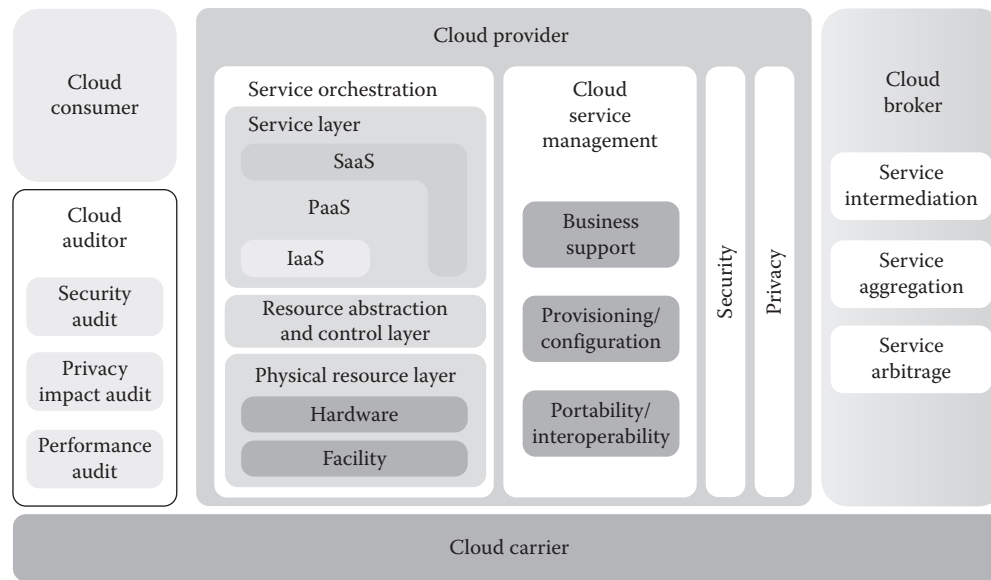 Cloud
consumer
Cloud
auditor
Security
audit
Privacy
impact audit
Performance
audit
Cloud provider
Service orchestration
Service layer
SaaS
PaaS
IaaS
Resource abstraction
and control layer
Physical resource layer
Hardware
Facility
Cloud
service
management
Business
support
Provisioning/
configuration
Portability/
interoperability
Security
Privacy
Cloud
broker
Service
intermediation
Service
aggregation
Service
arbitrage
Cloud carrier